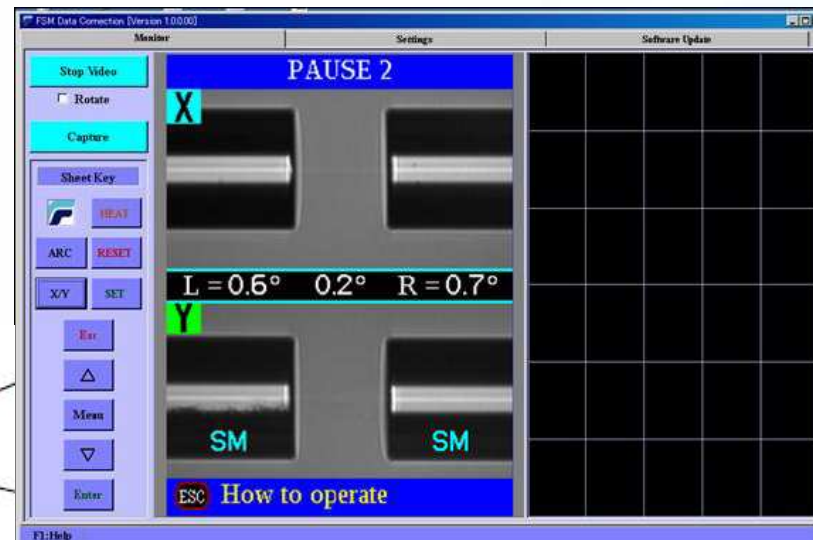 FSM Data Connection [Version 1.0.0.00]
Monitor Settings Software Update
Stop Video
Rotate
Capture
Sheet Key
HEAT
ARC RESET
X/Y SET
Esc
Menu
Enter
PAUSE 2
X
L = 0.6° 0.2° R = 0.7°
Y
SM SM
ESC How to operate
F1:Help